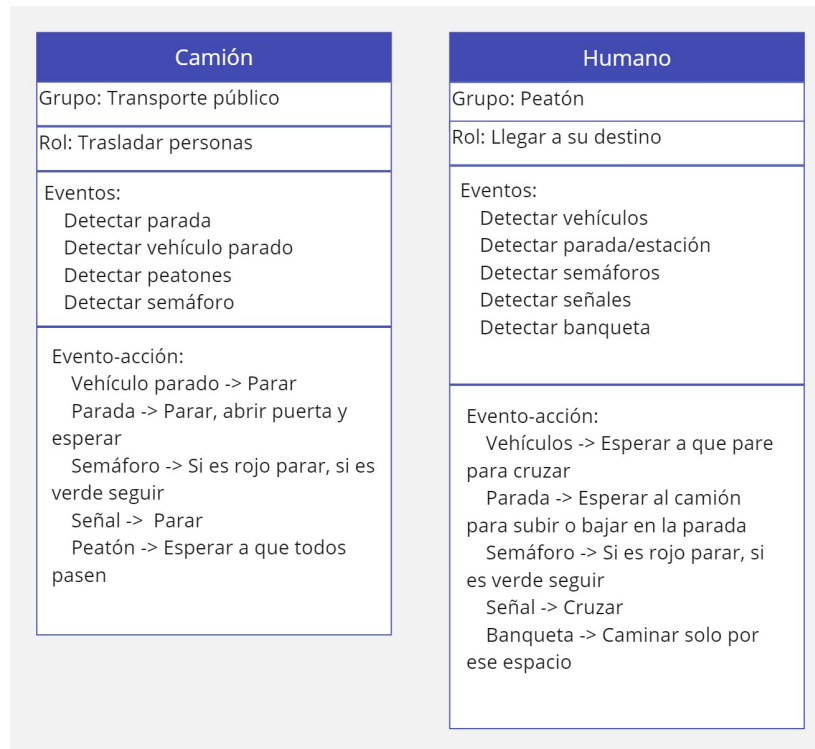 Camión
Grupo: Transporte público
Rol: Trasladar personas
Eventos:
Detectar parada
Detectar vehículo parado
Detectar peatones
Detectar semáforo
Evento-acción:
Vehículo parado -> Parar
Parada -> Parar, abrir puerta y
esperar
Semáforo -> Si es rojo parar, si es
verde seguir
Señal -> Parar
Peatón -> Esperar a que todos
pasen
Humano
Grupo: Peatón
Rol: Llegar a su destino
Eventos:
Detectar vehículos
Detectar parada/estación
Detectar semáforos
Detectar señales
Detectar banqueta
Evento-acción:
Vehículos -> Esperar a que pare
para cruzar
Parada -> Esperar al camión
para subir o bajar en la parada
Semáforo -> Si es rojo parar, si
es verde seguir
Señal -> Cruzar
Banqueta -> Caminar solo por
ese espacio